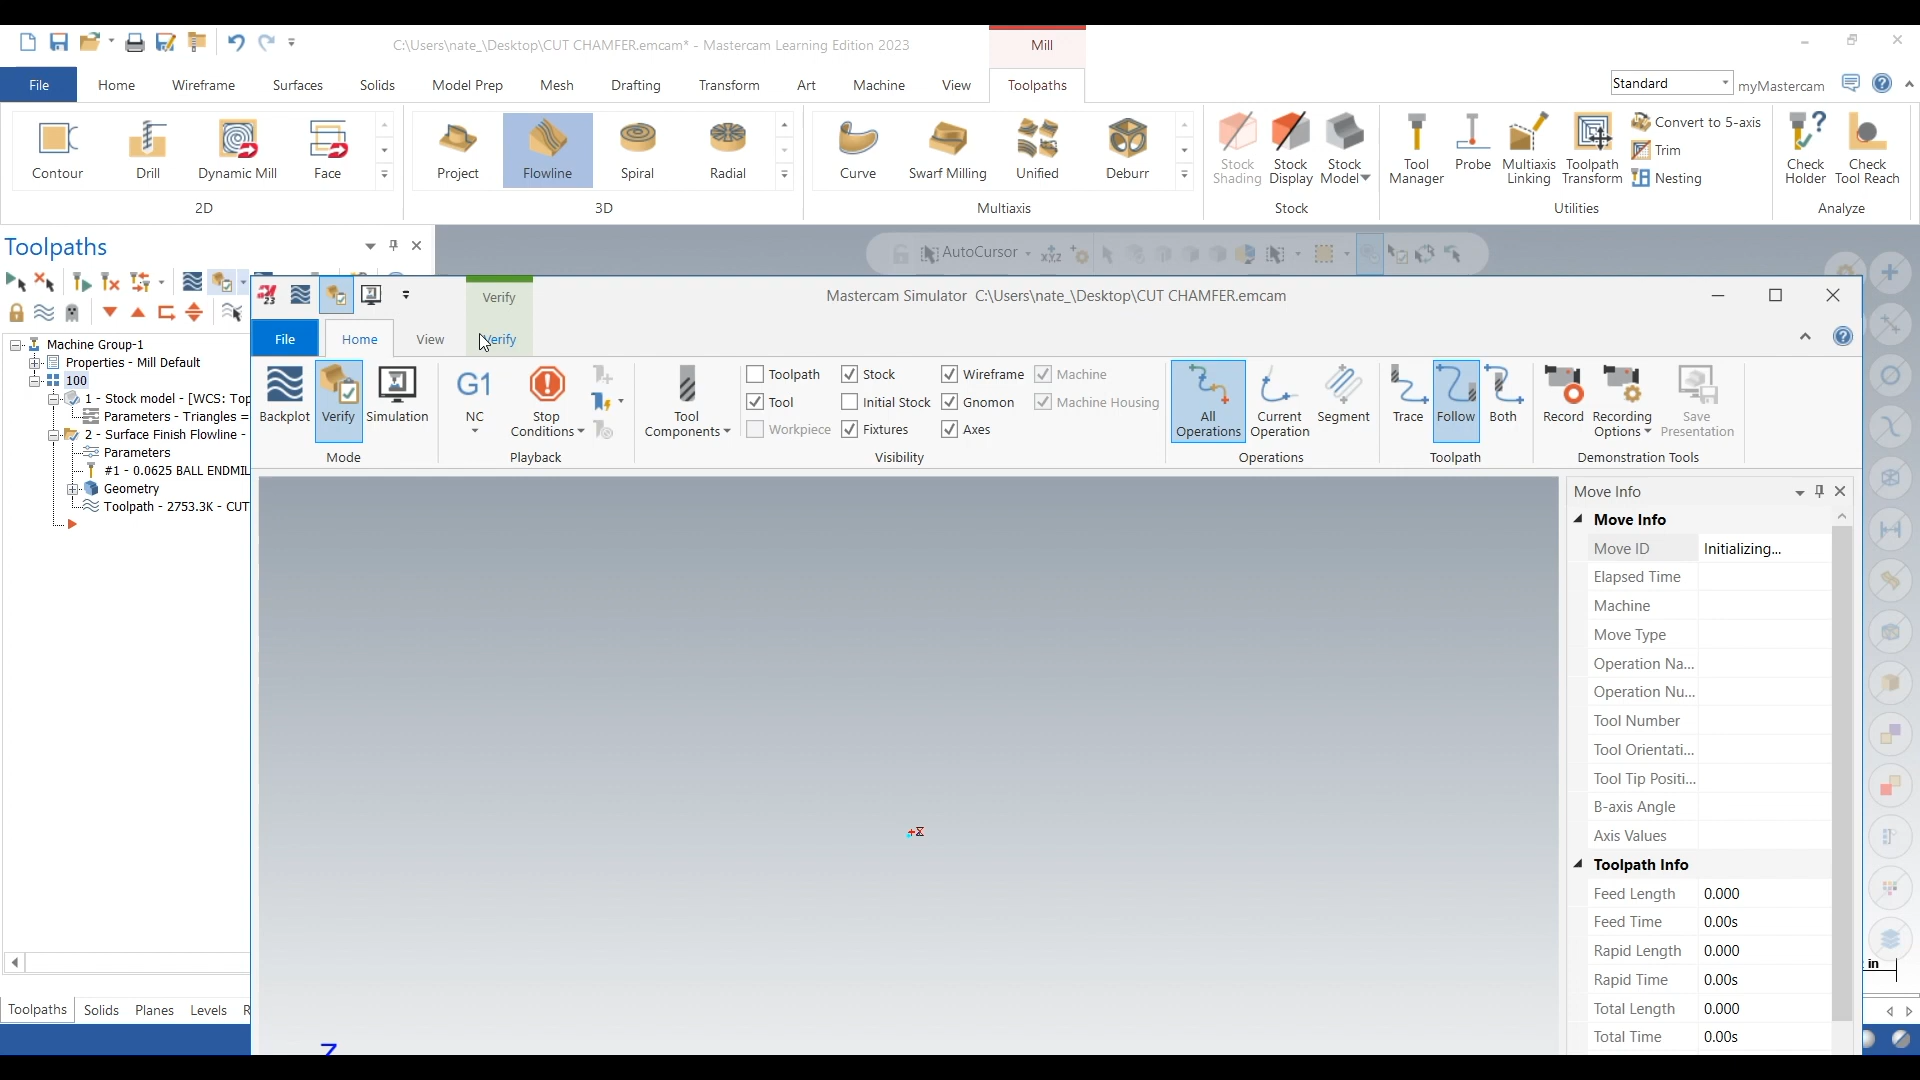 C:\Users\nate_\Desktop\CUT CHAMFER.emcam* - Mastercam Learning Edition 2023
Mill
File Home Wireframe Surfaces Solids Model Prep Mesh Drafting Transform Art Machine View Toolpaths
Standard myMastercam
Contour Drill Dynamic Mill Face
2D
Project Flowline Spiral Radial
3D
Curve Swarf Milling Unified Deburr
Multiaxis
Stock Shading Stock Display Stock Model
Stock
Tool Manager Probe Multiaxis Linking Toolpath Transform
Convert to 5-axis
Trim
Nesting
Utilities
Check Holder Check Tool Reach
Analyze
Toolpaths
AutoCursor
Machine Group-1
Properties - Mill Default
100
1 - Stock model - [WCS: Top
Parameters - Triangles =
2 - Surface Finish Flowline -
Parameters
#1 - 0.0625 BALL ENDMIL
Geometry
Toolpath - 2753.3K - CUT
Toolpaths Solids Planes Levels R
23
Verify
Mastercam Simulator C:\Users\nate_\Desktop\CUT CHAMFER.emcam
File Home View Verify
Backplot Verify Simulation
Mode
G1
NC
Stop Conditions
Playback
Tool Components
Toolpath Stock Wireframe Machine
Tool Initial Stock Gnomon Machine Housing
Workpiece Fixtures Axes
Visibility
All Operations Current Operation Segment
Operations
Trace Follow Both
Toolpath
Record Recording Options Save Presentation
Demonstration Tools
Z
Move Info
Move Info
Move ID Initializing...
Elapsed Time
Machine
Move Type
Operation Na...
Operation Nu...
Tool Number
Tool Orientati...
Tool Tip Positi...
B-axis Angle
Axis Values
Toolpath Info
Feed Length 0.000
Feed Time 0.00s
Rapid Length 0.000
Rapid Time 0.00s
Total Length 0.000
Total Time 0.00s
in